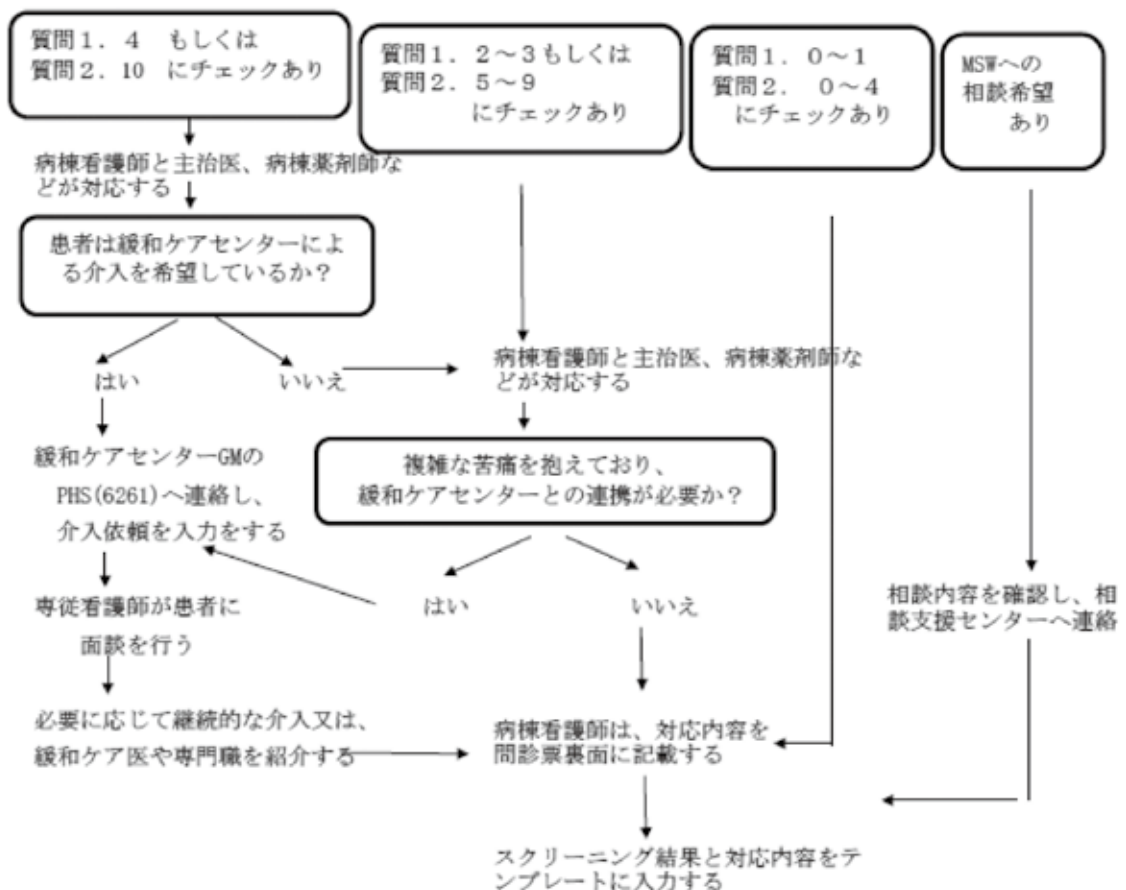 質問１．４　もしくは
質問２．10　にチェックあり
質問１．２～３もしくは
質問２．５～９
にチェックあり
質問１．０～１
質問２．　０～４
にチェックあり
MSWへの
相談希望
あり
病棟看護師と主治医、病棟薬剤師な
どが対応する
患者は緩和ケアセンターによ
る介入を希望しているか？
はい
いいえ
病棟看護師と主治医、病棟薬剤師な
どが対応する
緩和ケアセンターGMの
PHS(6261)へ連絡し、
介入依頼を入力をする
複雑な苦痛を抱えており、
緩和ケアセンターとの連携が必要か？
はい
いいえ
専従看護師が患者に
面談を行う
相談内容を確認し、相
談支援センターへ連絡
必要に応じて継続的な介入又は、
緩和ケア医や専門職を紹介する
病棟看護師は、対応内容を
問診票裏面に記載する
スクリーニング結果と対応内容をテ
ンプレートに入力する